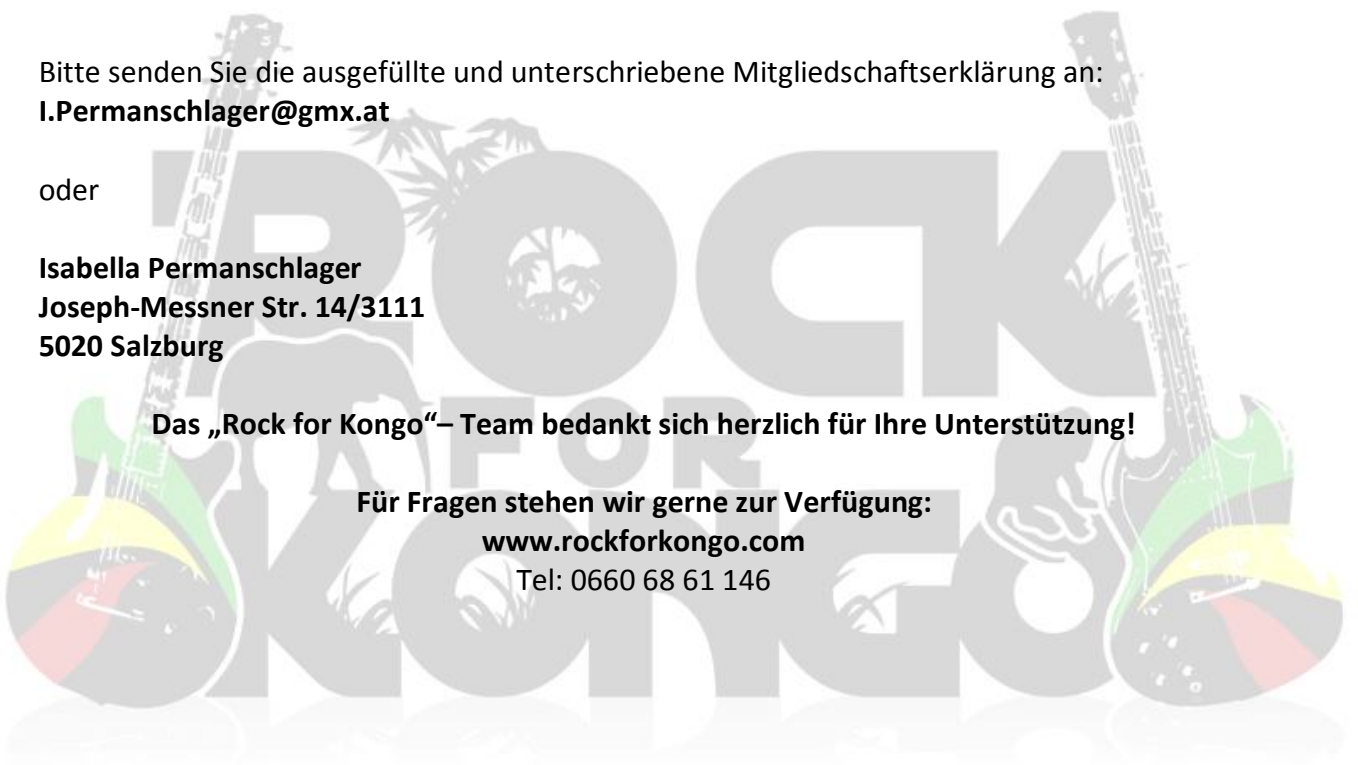 Bitte senden Sie die ausgefüllte und unterschriebene Mitgliedschaftserklärung an:
I.Permanschlager@gmx.at
oder
Isabella Permanschlager
Joseph-Messner Str. 14/3111
5020 Salzburg
Das „Rock for Kongo“– Team bedankt sich herzlich für Ihre Unterstützung!
Für Fragen stehen wir gerne zur Verfügung:
www.rockforkongo.com
Tel: 0660 68 61 146
ROCK
FOR
KONGO